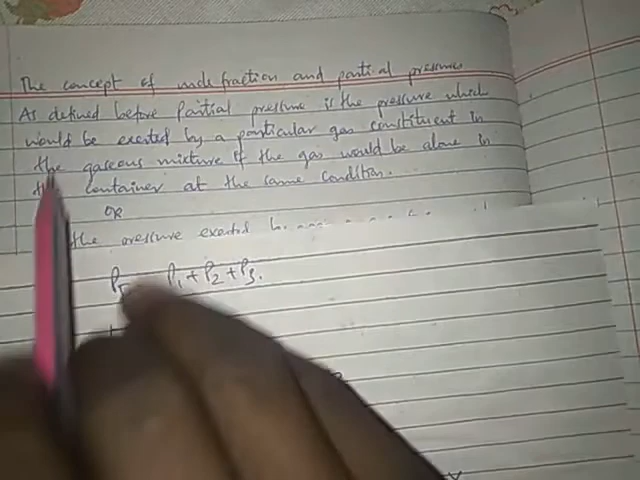 The concept of mole fraction and partial pressures
As defined before Partial pressure is the pressure which
would be exerted by a particular gas constituent in
the gaseous mixture if the gas would be alone in
container at the same condition.
OR
the pressure exerted
P₁ + P₂ + P₃.